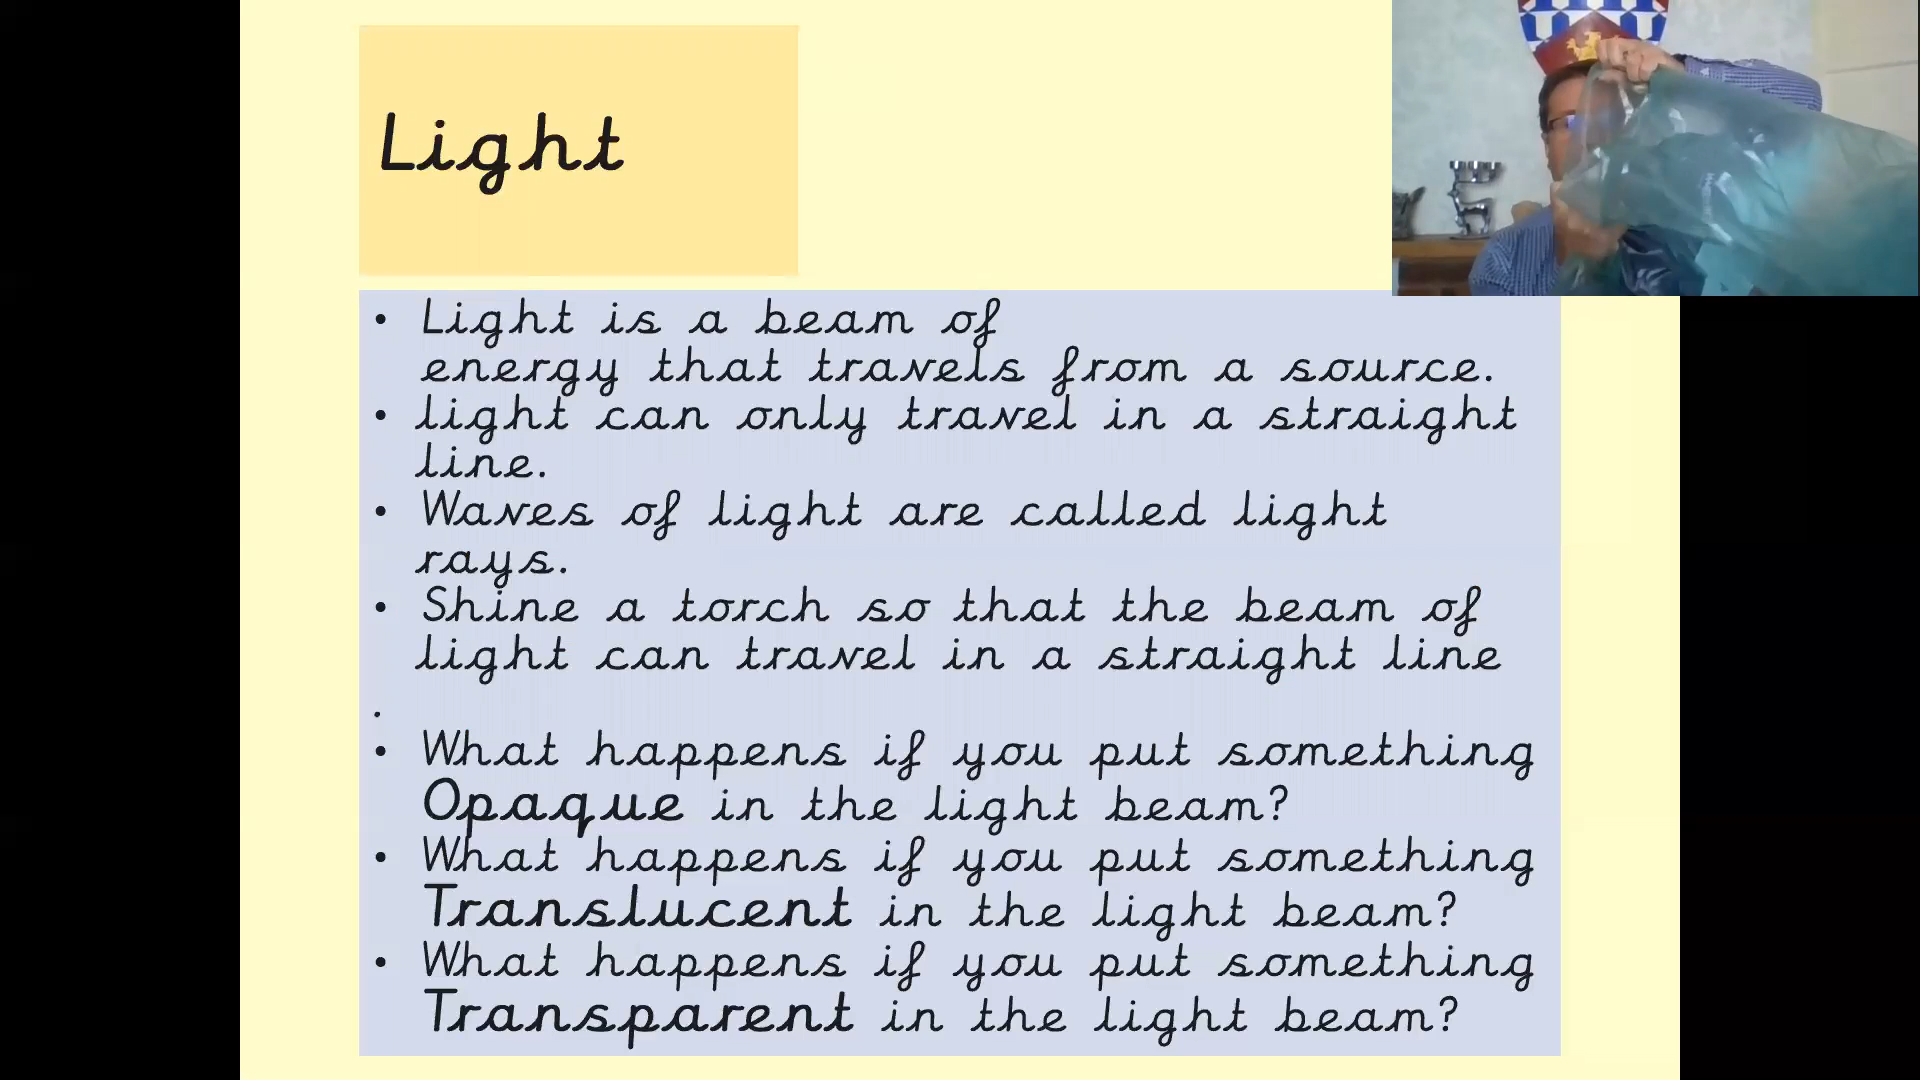 Light
• Light is a beam of
energy that travels from a source.
• light can only travel in a straight
line.
• Waves of light are called light
rays.
• Shine a torch so that the beam of
light can travel in a straight line
.
• What happens if you put something
Opaque in the light beam?
• What happens if you put something
Translucent in the light beam?
• What happens if you put something
Transparent in the light beam?